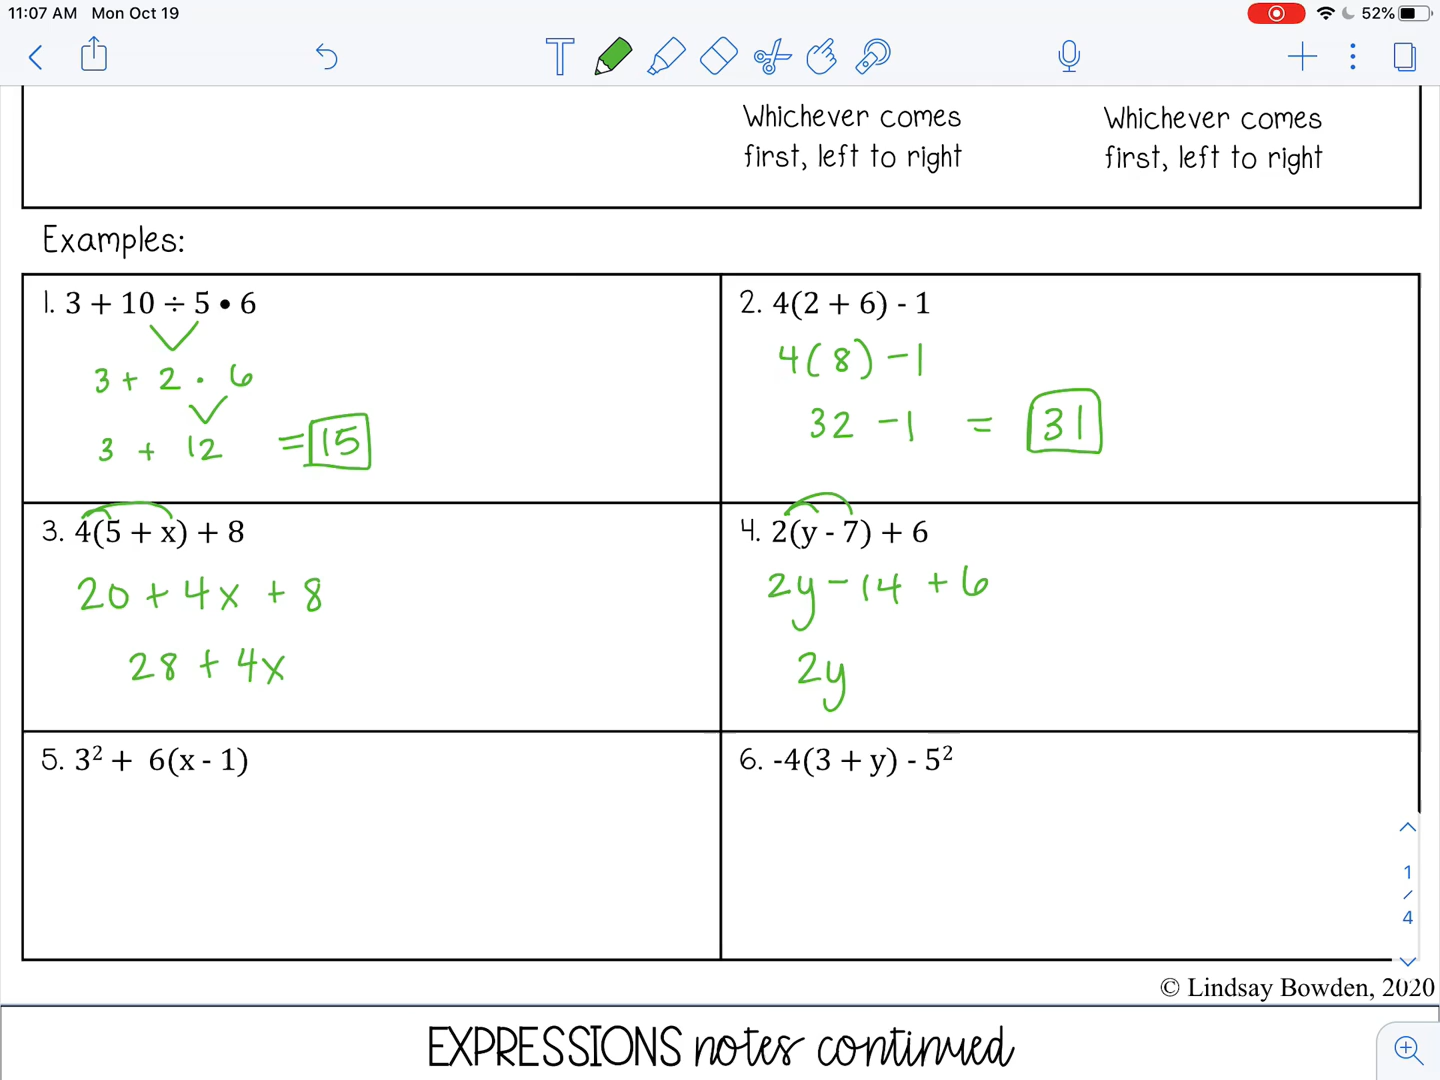 11:07 AM Mon Oct 19
52%
Whichever comes
first, left to right
Whichever comes
first, left to right
Examples:
1. 3 + 10 ÷ 5 • 6
3 + 2 · 6
3 + 12 = 15
2. 4(2 + 6) - 1
4(8) - 1
32 - 1 = 31
3. 4(5 + x) + 8
20 + 4x + 8
28 + 4x
4. 2(y - 7) + 6
2y - 14 + 6
2y
5. 3² + 6(x - 1)
6. -4(3 + y) - 5²
1
/
4
© Lindsay Bowden, 2020
EXPRESSIONS notes continued